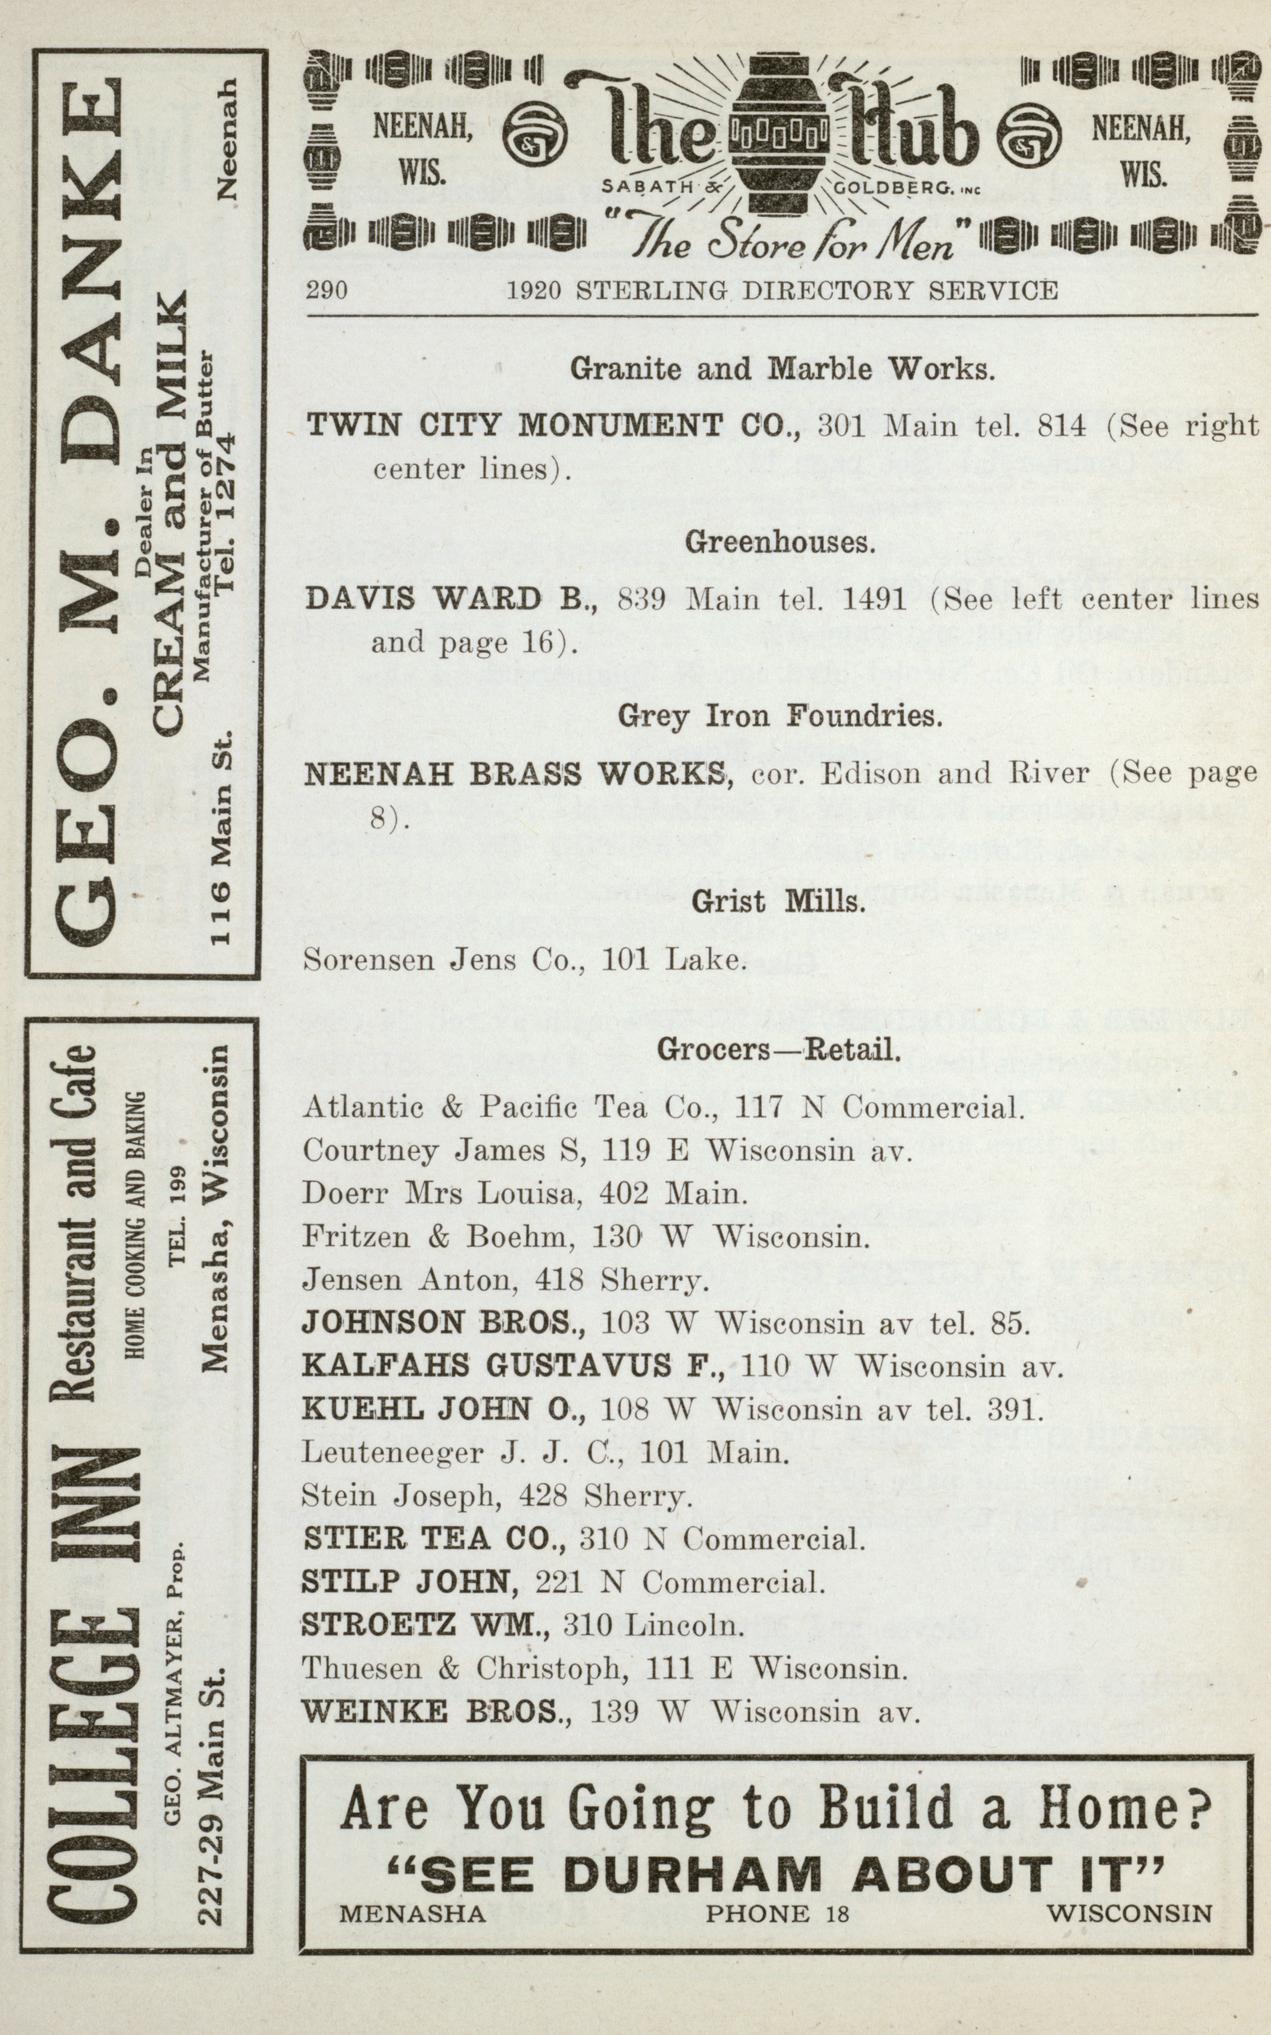 NEENAH,
WIS.
S&G
The Hub
SABATH & GOLDBERG. INC
"The Store for Men"
S&G
NEENAH,
WIS.
290 1920 STERLING DIRECTORY SERVICE
Granite and Marble Works.
TWIN CITY MONUMENT CO., 301 Main tel. 814 (See right
center lines).
Greenhouses.
DAVIS WARD B., 839 Main tel. 1491 (See left center lines
and page 16).
Grey Iron Foundries.
NEENAH BRASS WORKS, cor. Edison and River (See page
8).
Grist Mills.
Sorensen Jens Co., 101 Lake.
Grocers—Retail.
Atlantic & Pacific Tea Co., 117 N Commercial.
Courtney James S, 119 E Wisconsin av.
Doerr Mrs Louisa, 402 Main.
Fritzen & Boehm, 130 W Wisconsin.
Jensen Anton, 418 Sherry.
JOHNSON BROS., 103 W Wisconsin av tel. 85.
KALFAHS GUSTAVUS F., 110 W Wisconsin av.
KUEHL JOHN O., 108 W Wisconsin av tel. 391.
Leuteneeger J. J. C., 101 Main.
Stein Joseph, 428 Sherry.
STIER TEA CO., 310 N Commercial.
STILP JOHN, 221 N Commercial.
STROETZ WM., 310 Lincoln.
Thuesen & Christoph, 111 E Wisconsin.
WEINKE BROS., 139 W Wisconsin av.
Are You Going to Build a Home?
"SEE DURHAM ABOUT IT"
MENASHA PHONE 18 WISCONSIN
GEO. M. DANKE
Dealer In
CREAM and MILK
Manufacturer of Butter
Tel. 1274
116 Main St. Neenah
COLLEGE INN Restaurant and Cafe
HOME COOKING AND BAKING
GEO. ALTMAYER, Prop. TEL. 199
227-29 Main St. Menasha, Wisconsin